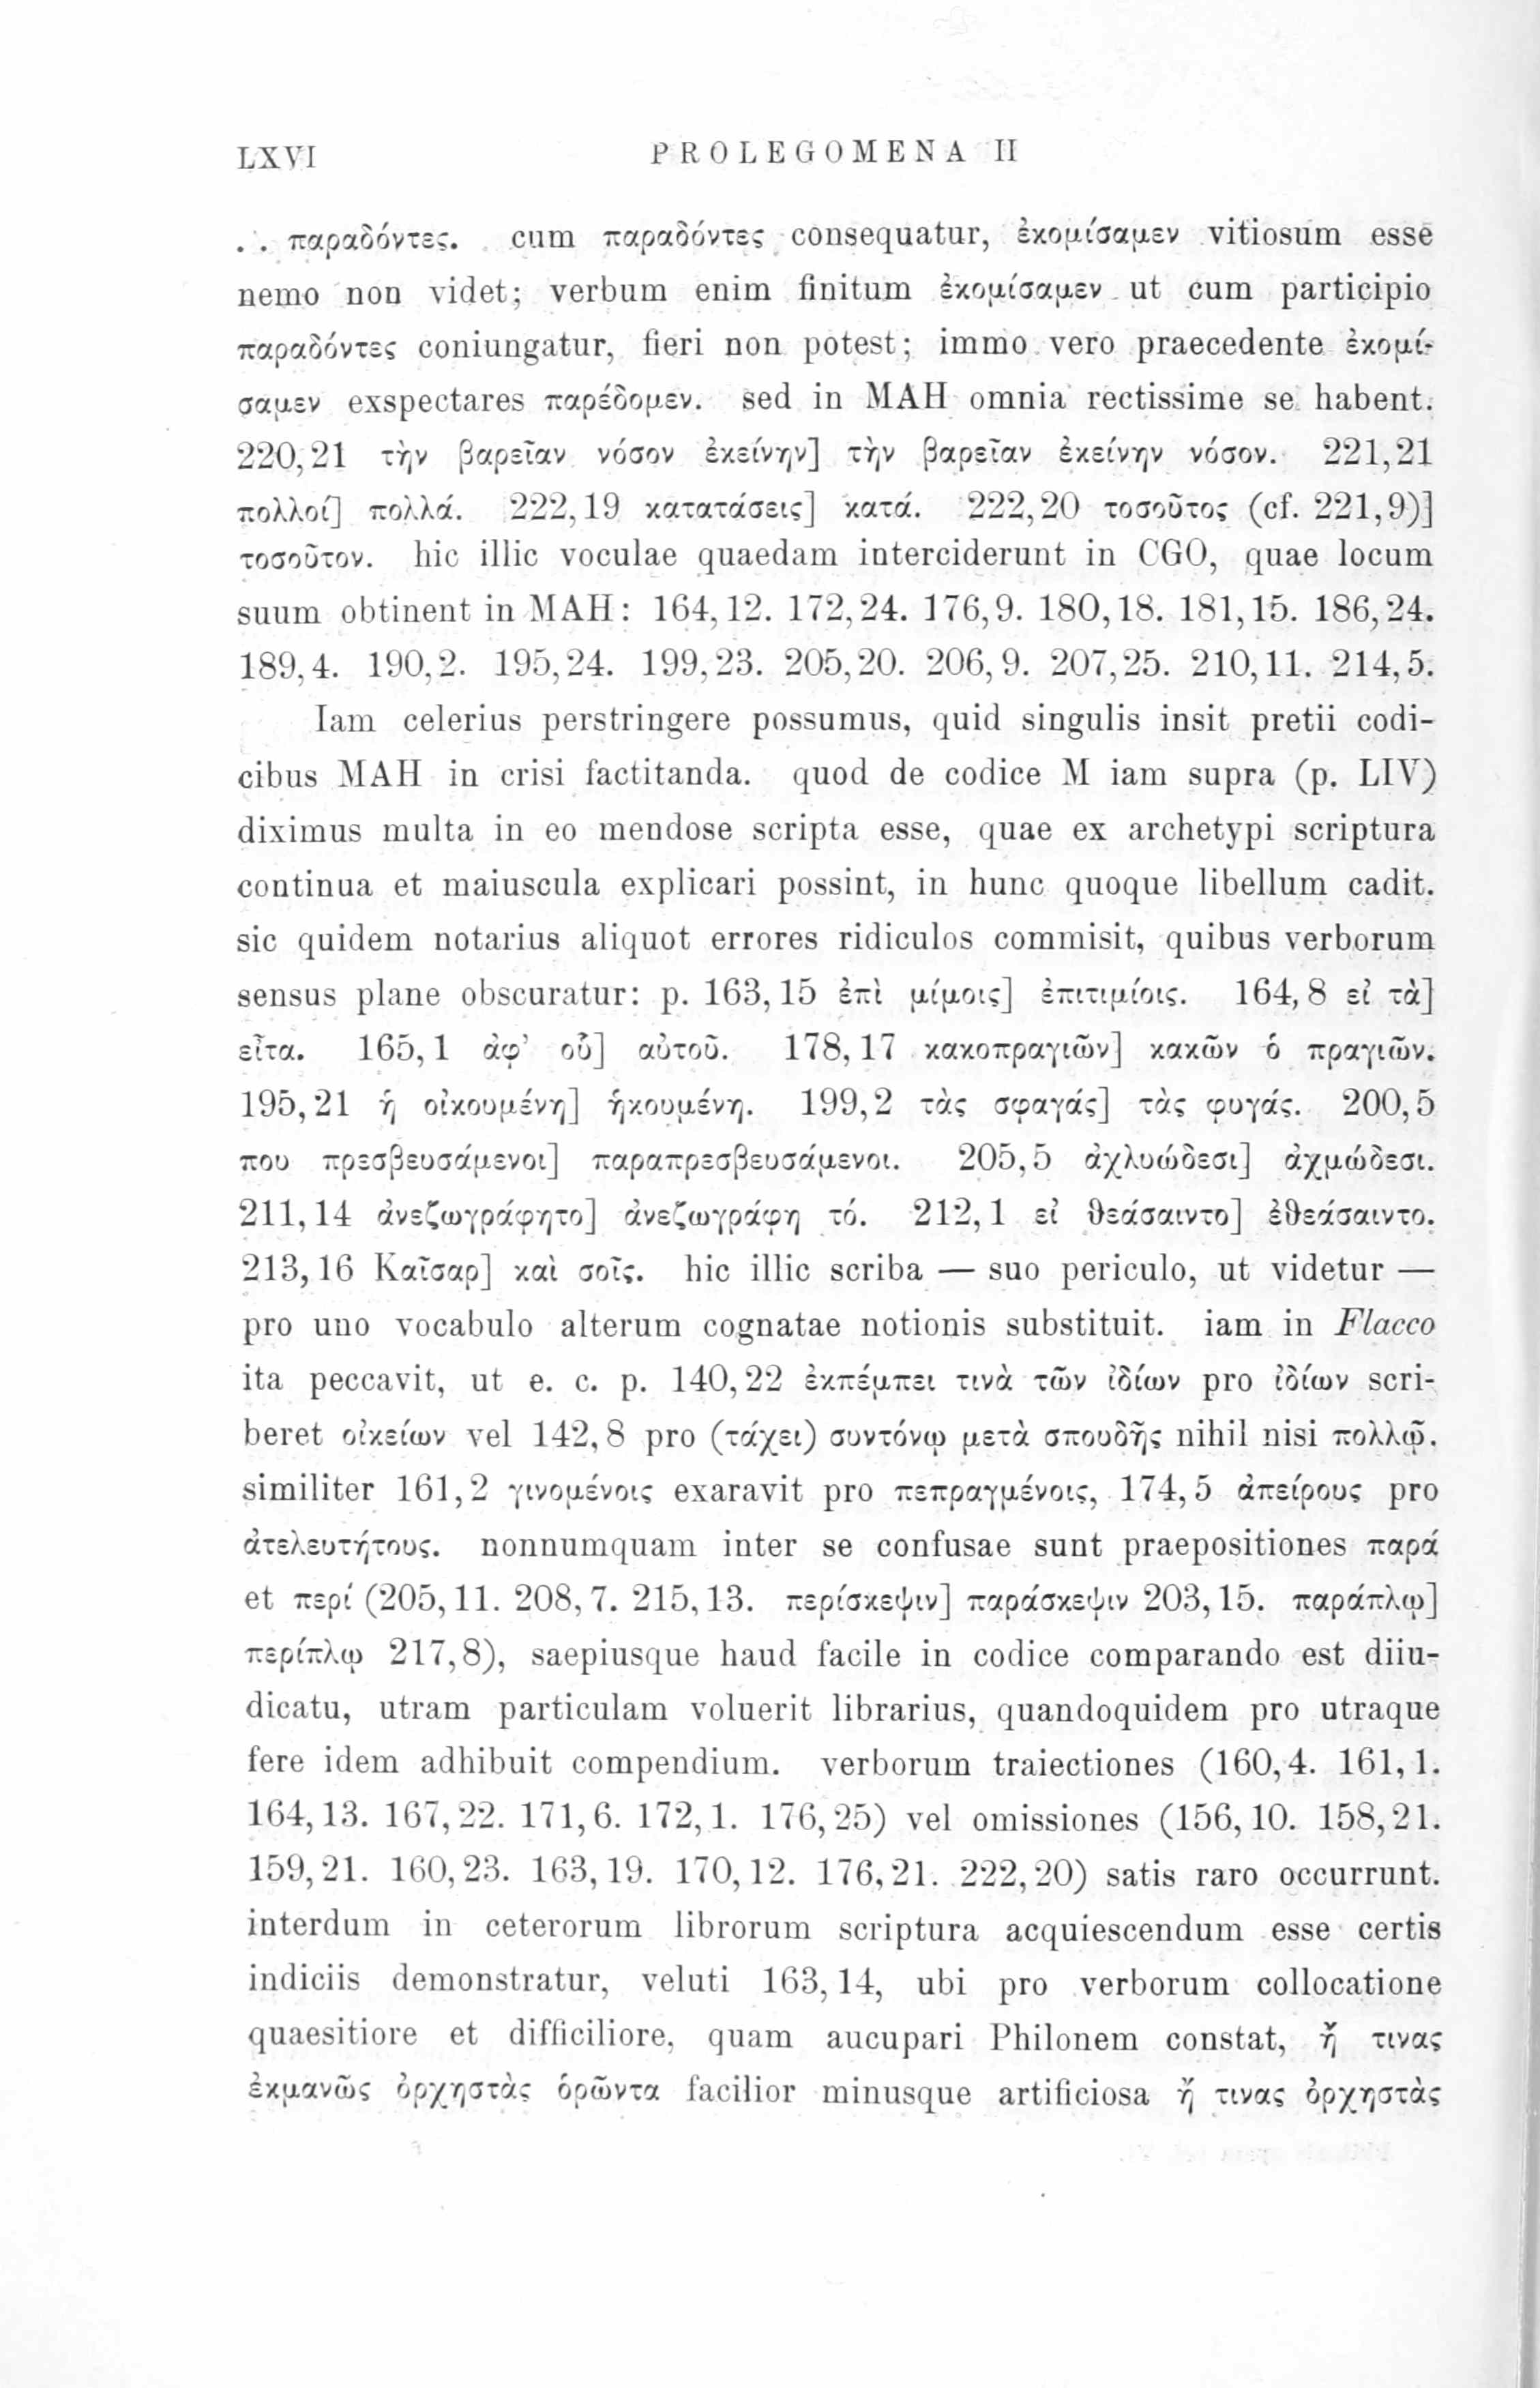 LXVI PROLEGOMENA II
. . παραδόντες. cum παραδόντες consequatur, ἐκομίσαμεν vitiosum esse
nemo non videt; verbum enim finitum ἐκομίσαμεν ut cum participio
παραδόντες coniungatur, fieri non potest; immo vero praecedente ἐκομί-
σαμεν exspectares παρέδομεν. sed in MAH omnia rectissime se habent.
220,21 τὴν βαρεῖαν νόσον ἐκείνην] τὴν βαρεῖαν ἐκείνην νόσον. 221,21
πολλοί] πολλά. 222,19 κατατάσεις] κατά. 222,20 τοσοῦτος (cf. 221,9)]
τοσοῦτον. hic illic voculae quaedam interciderunt in CGO, quae locum
suum obtinent in MAH: 164,12. 172,24. 176,9. 180,18. 181,15. 186,24.
189,4. 190,2. 195,24. 199,23. 205,20. 206,9. 207,25. 210,11. 214,5.
Iam celerius perstringere possumus, quid singulis insit pretii codi-
cibus MAH in crisi factitanda. quod de codice M iam supra (p. LIV)
diximus multa in eo mendose scripta esse, quae ex archetypi scriptura
continua et maiuscula explicari possint, in hunc quoque libellum cadit.
sic quidem notarius aliquot errores ridiculos commisit, quibus verborum
sensus plane obscuratur: p. 163,15 ἐπὶ μίμοις] ἐπιτιμίοις. 164,8 εἰ τὰ]
εἶτα. 165,1 ἀφ’ οὗ] αὐτοῦ. 178,17 κακοπραγιῶν] κακῶν ὁ πραγιῶν.
195,21 ἡ οἰκουμένη] ἡκουμένη. 199,2 τὰς σφαγάς] τὰς φυγάς. 200,5
που πρεσβευσάμενοι] παραπρεσβευσάμενοι. 205,5 ἀχλυώδεσι] ἀχμώδεσι.
211,14 ἀνεζωγράφητο] ἀνεζωγράφη τό. 212,1 εἰ θεάσαιντο] ἐθεάσαιντο.
213,16 Καῖσαρ] καὶ σοῖς. hic illic scriba — suo periculo, ut videtur —
pro uno vocabulo alterum cognatae notionis substituit. iam in Flacco
ita peccavit, ut e. c. p. 140,22 ἐκπέμπει τινὰ τῶν ἰδίων pro ἰδίων scri-
beret οἰκείων vel 142,8 pro (τάχει) συντόνῳ μετὰ σπουδῆς nihil nisi πολλῷ.
similiter 161,2 γινομένοις exaravit pro πεπραγμένοις, 174,5 ἀπείρους pro
ἀτελευτήτους. nonnumquam inter se confusae sunt praepositiones παρά
et περί (205,11. 208,7. 215,13. περίσκεψιν] παράσκεψιν 203,15. παράπλῳ]
περίπλῳ 217,8), saepiusque haud facile in codice comparando est diiu-
dicatu, utram particulam voluerit librarius, quandoquidem pro utraque
fere idem adhibuit compendium. verborum traiectiones (160,4. 161,1.
164,13. 167,22. 171,6. 172,1. 176,25) vel omissiones (156,10. 158,21.
159,21. 160,23. 163,19. 170,12. 176,21. 222,20) satis raro occurrunt.
interdum in ceterorum librorum scriptura acquiescendum esse certis
indiciis demonstratur, veluti 163,14, ubi pro verborum collocatione
quaesitiore et difficiliore, quam aucupari Philonem constat, ἤ τινας
ἐκμανῶς ὀρχηστὰς ὁρῶντα facilior minusque artificiosa ἤ τινας ὀρχηστὰς